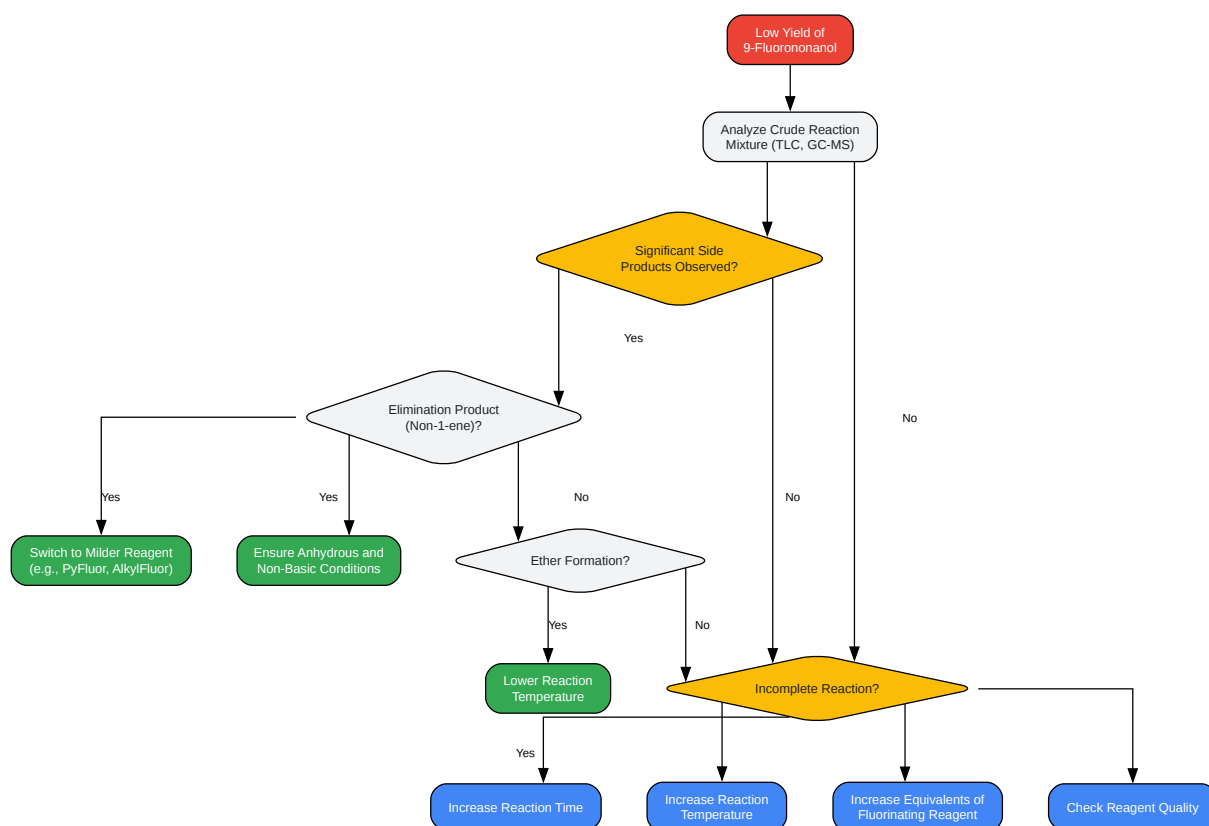 Low Yield of
9-Fluorononanol
Analyze Crude Reaction
Mixture (TLC, GC-MS)
Significant Side
Products Observed?
Yes
Elimination Product
(Non-1-ene)?
No
Yes
Yes
No
No
Switch to Milder Reagent
(e.g., PyFluor, AlkylFluor)
Ensure Anhydrous and
Non-Basic Conditions
Ether Formation?
Yes
No
Lower Reaction
Temperature
Incomplete Reaction?
Yes
Increase Reaction Time
Increase Reaction
Temperature
Increase Equivalents of
Fluorinating Reagent
Check Reagent Quality